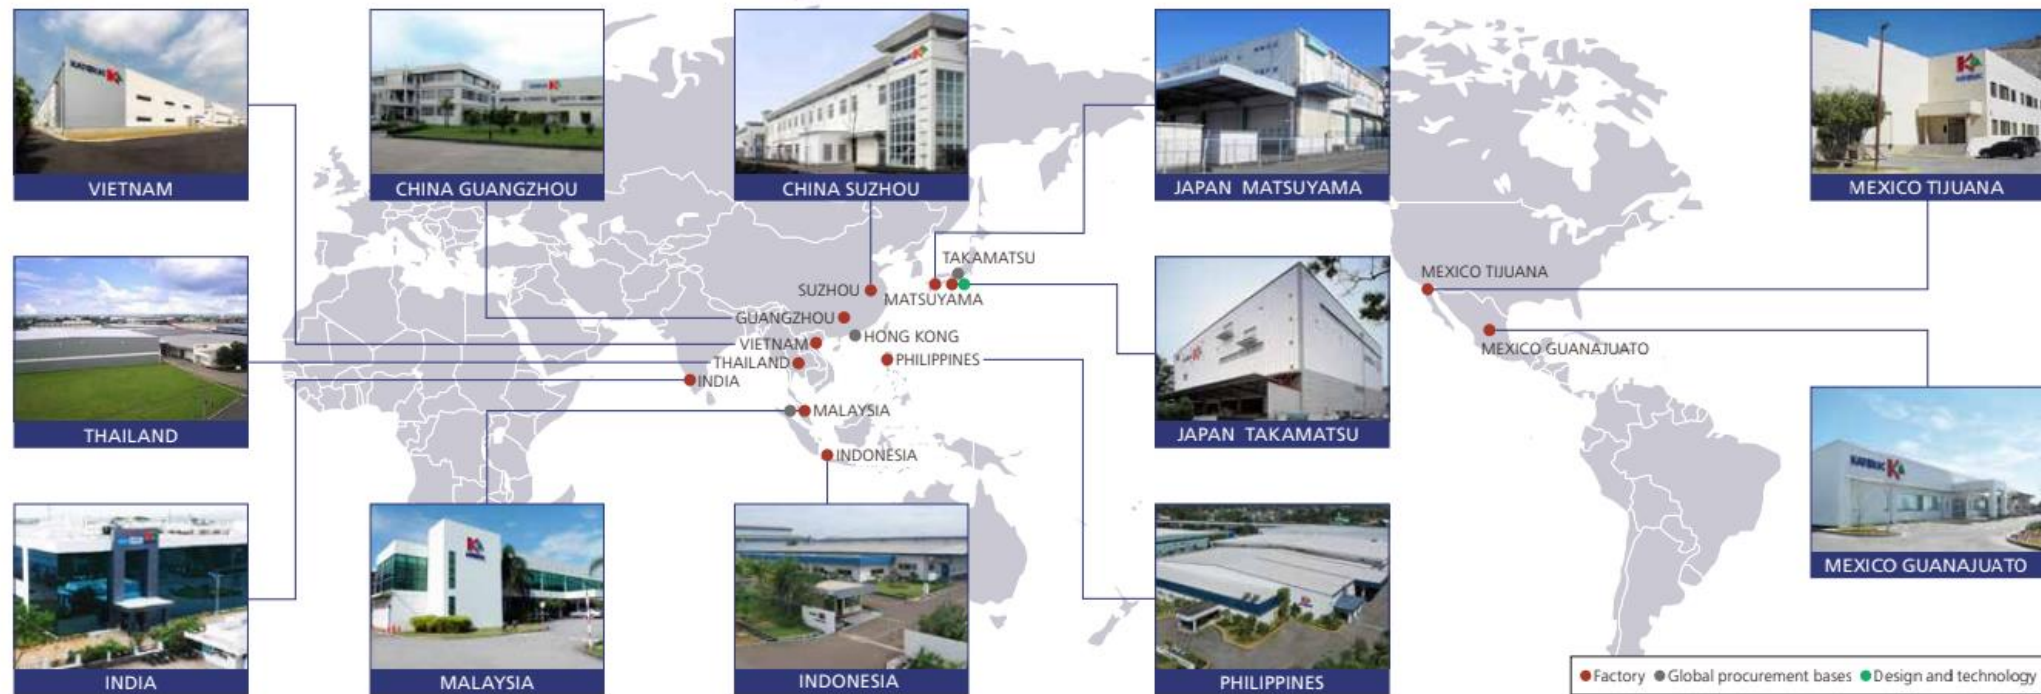 VIETNAM
CHINA GUANGZHOU
CHINA SUZHOU
JAPAN MATSUYAMA
MEXICO TIJUANA
TAKAMATSU
MEXICO TIJUANA
SUZHOU
MATSUYAMA
GUANGZHOU
HONG KONG
VIETNAM
MEXICO GUANAJUATO
THAILAND
PHILIPPINES
INDIA
MALAYSIA
THAILAND
JAPAN TAKAMATSU
INDONESIA
MEXICO GUANAJUATO
INDIA
MALAYSIA
INDONESIA
PHILIPPINES
Factory Global procurement bases Design and technology